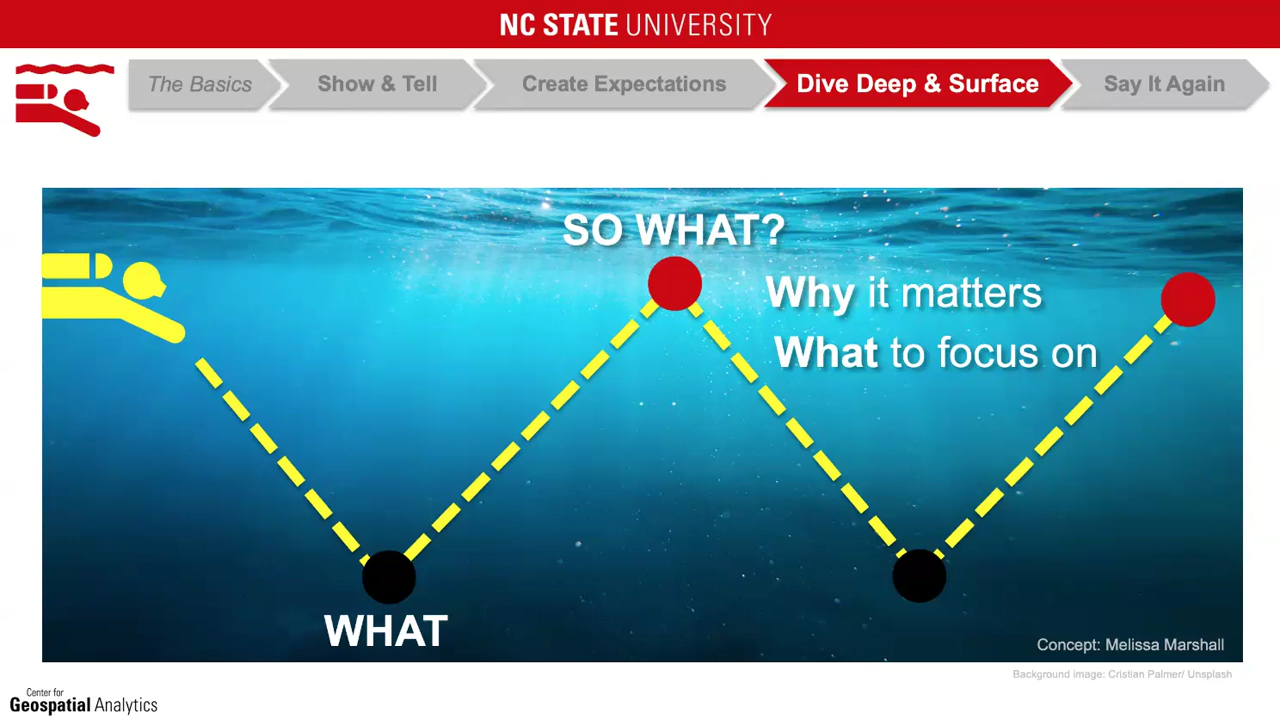 NC STATE UNIVERSITY
The Basics
Show & Tell
Create Expectations
Dive Deep & Surface
Say It Again
SO WHAT?
Why it matters
What to focus on
WHAT
Concept: Melissa Marshall
Background Image: Cristian Palmer/ Unsplash
Center for
Geospatial Analytics